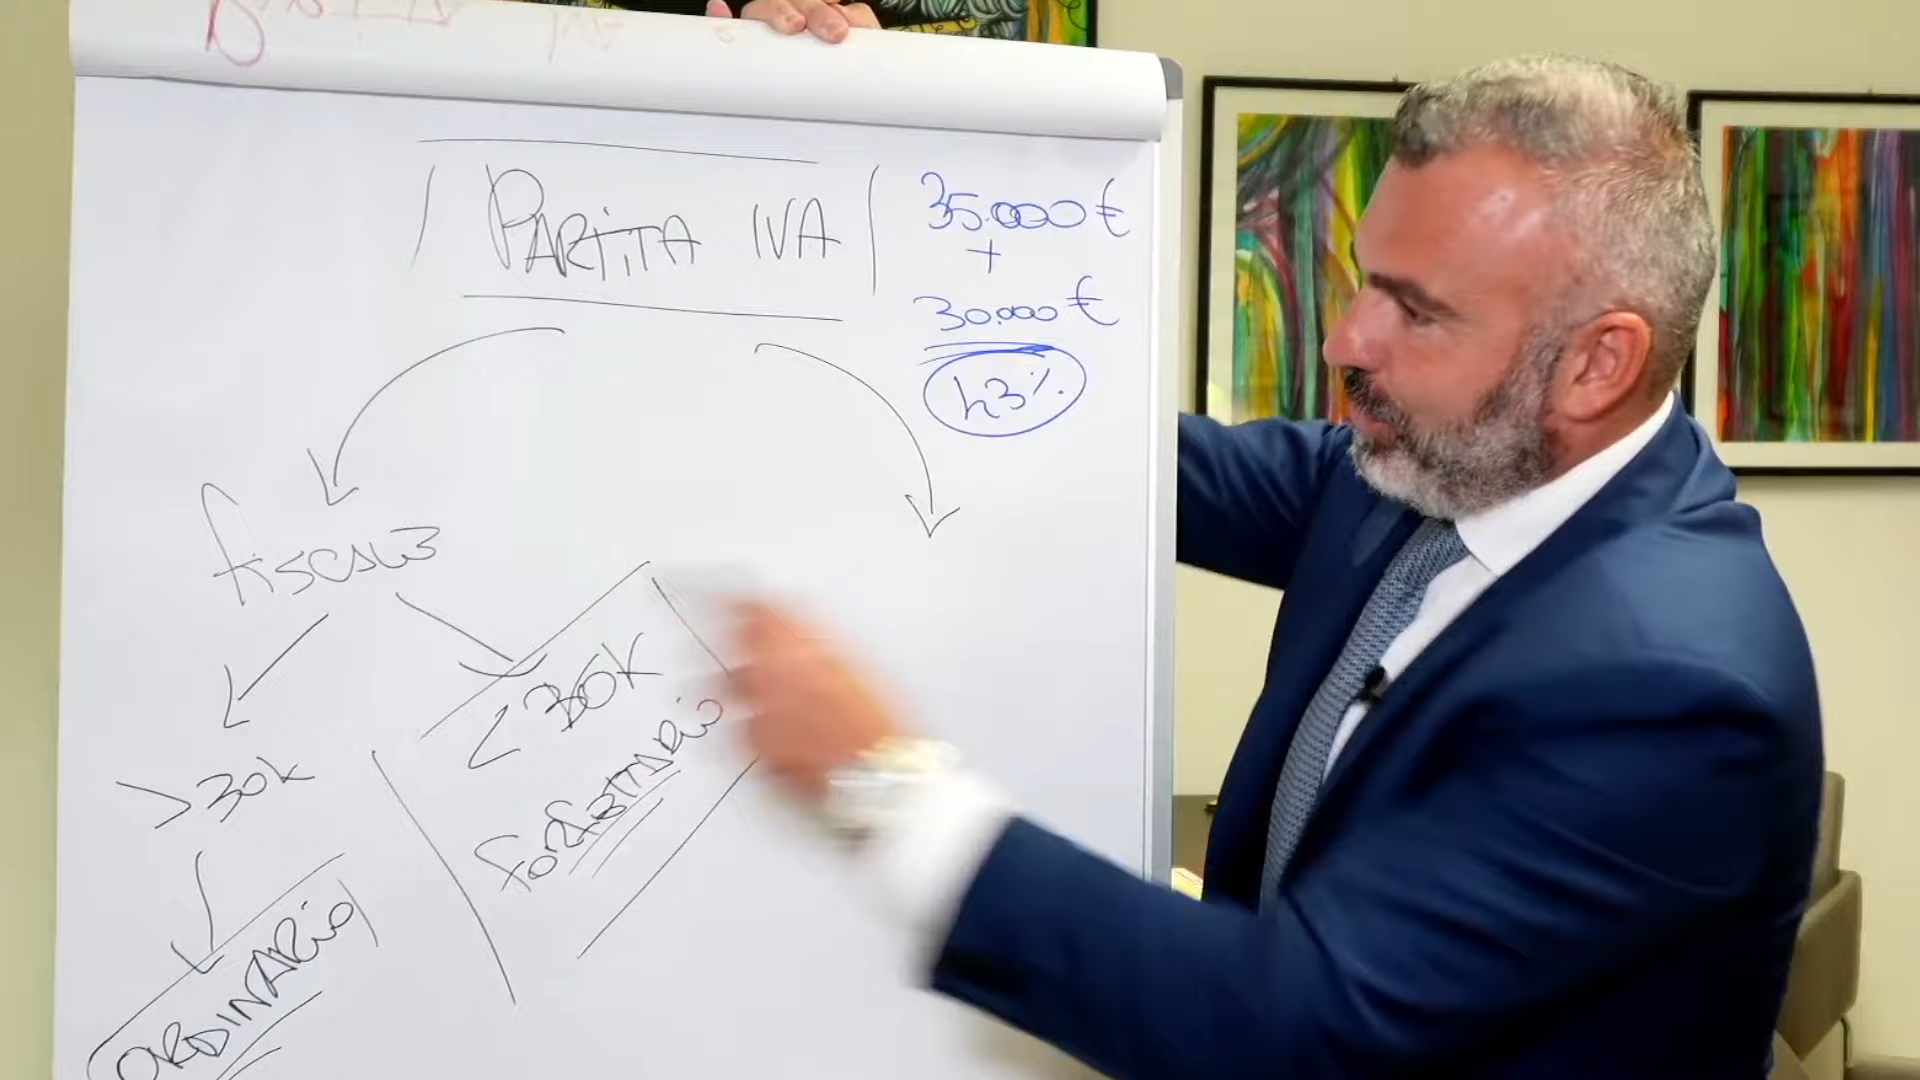 PARTITA IVA
35.000 €
+
30.000 €
43%
fiscale
> 30k
< 30K
forfettario
ORDINARIO